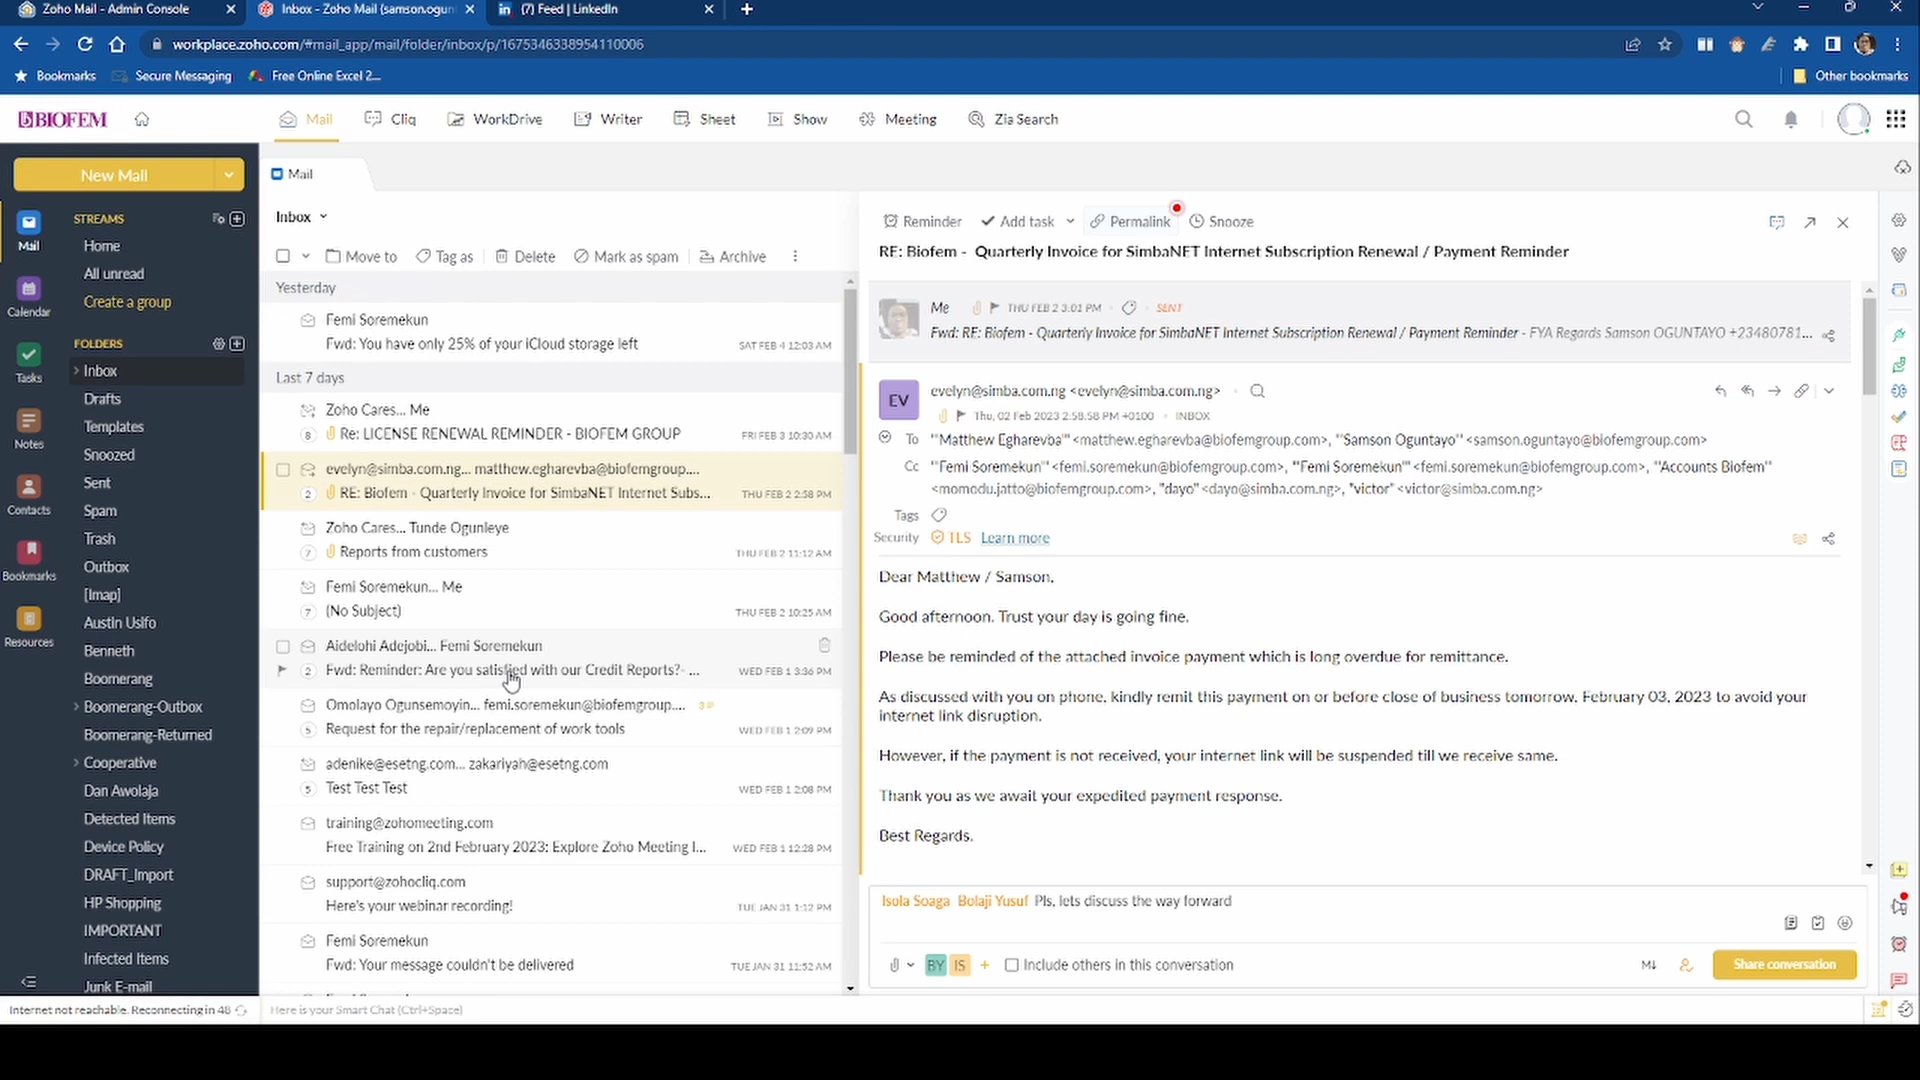 Zoho Mail - Admin Console
Inbox - Zoho Mail (samson.ogun
(7) Feed | LinkedIn
workplace.zoho.com/#mail_app/mail/folder/inbox/p/1675346338954110006
Bookmarks
Secure Messaging
Free Online Excel 2...
Other bookmarks
BIOFEM
Mail
Cliq
WorkDrive
Writer
Sheet
Show
Meeting
Zia Search
New Mail
Mail
Calendar
Tasks
Notes
Contacts
Bookmarks
Resources
STREAMS
Home
All unread
Create a group
FOLDERS
Inbox
Drafts
Templates
Snoozed
Sent
Spam
Trash
Outbox
[Imap]
Austin Usifo
Benneth
Boomerang
Boomerang-Outbox
Boomerang-Returned
Cooperative
Dan Awolaja
Detected Items
Device Policy
DRAFT_Import
HP Shopping
IMPORTANT
Infected Items
Junk E-mail
Mail
Inbox
Move to
Tag as
Delete
Mark as spam
Archive
Yesterday
Femi Soremekun
Fwd: You have only 25% of your iCloud storage left SAT FEB 4 12:03 AM
Last 7 days
Zoho Cares... Me
8 Re: LICENSE RENEWAL REMINDER - BIOFEM GROUP FRI FEB 3 10:30 AM
evelyn@simba.com.ng... matthew.egharevba@biofemgroup....
2 RE: Biofem - Quarterly Invoice for SimbaNET Internet Subs... THU FEB 2 2:58 PM
Zoho Cares... Tunde Ogunleye
7 Reports from customers THU FEB 2 11:12 AM
Femi Soremekun... Me
7 (No Subject) THU FEB 2 10:25 AM
Aidelohi Adejobi... Femi Soremekun
2 Fwd: Reminder: Are you satisfied with our Credit Reports?- ... WED FEB 1 3:36 PM
Omolayo Ogunsemoyin... femi.soremekun@biofemgroup.... 3
5 Request for the repair/replacement of work tools WED FEB 1 2:09 PM
adenike@esetng.com... zakariyah@esetng.com
5 Test Test Test WED FEB 1 2:08 PM
training@zohomeeting.com
Free Training on 2nd February 2023: Explore Zoho Meeting I... WED FEB 1 12:28 PM
support@zohocliq.com
Here's your webinar recording! TUE JAN 31 1:12 PM
Femi Soremekun
Fwd: Your message couldn't be delivered TUE JAN 31 11:52 AM
Reminder
Add task
Permalink
Snooze
RE: Biofem - Quarterly Invoice for SimbaNET Internet Subscription Renewal / Payment Reminder
Me THU FEB 2 3:01 PM SENT
Fwd: RE: Biofem - Quarterly Invoice for SimbaNET Internet Subscription Renewal / Payment Reminder - FYA Regards Samson OGUNTAYO +23480781...
EV
evelyn@simba.com.ng <evelyn@simba.com.ng>
Thu, 02 Feb 2023 2:58:58 PM +0100 • INBOX
To "'Matthew Egharevba'" <matthew.egharevba@biofemgroup.com>, "'Samson Oguntayo'" <samson.oguntayo@biofemgroup.com>
Cc "'Femi Soremekun'" <femi.soremekun@biofemgroup.com>, "'Femi Soremekun'" <femi.soremekun@biofemgroup.com>, "'Accounts Biofem'"
<momodu.jatto@biofemgroup.com>, "dayo" <dayo@simba.com.ng>, "victor" <victor@simba.com.ng>
Tags
Security TLS Learn more
Dear Matthew / Samson,
Good afternoon. Trust your day is going fine.
Please be reminded of the attached invoice payment which is long overdue for remittance.
As discussed with you on phone, kindly remit this payment on or before close of business tomorrow, February 03, 2023 to avoid your
internet link disruption.
However, if the payment is not received, your internet link will be suspended till we receive same.
Thank you as we await your expedited payment response.
Best Regards.
Isola Soaga Bolaji Yusuf Pls, lets discuss the way forward
BY IS + Include others in this conversation
M↓
Share conversation
Internet not reachable. Reconnecting in 48
Here is your Smart Chat (Ctrl+Space)